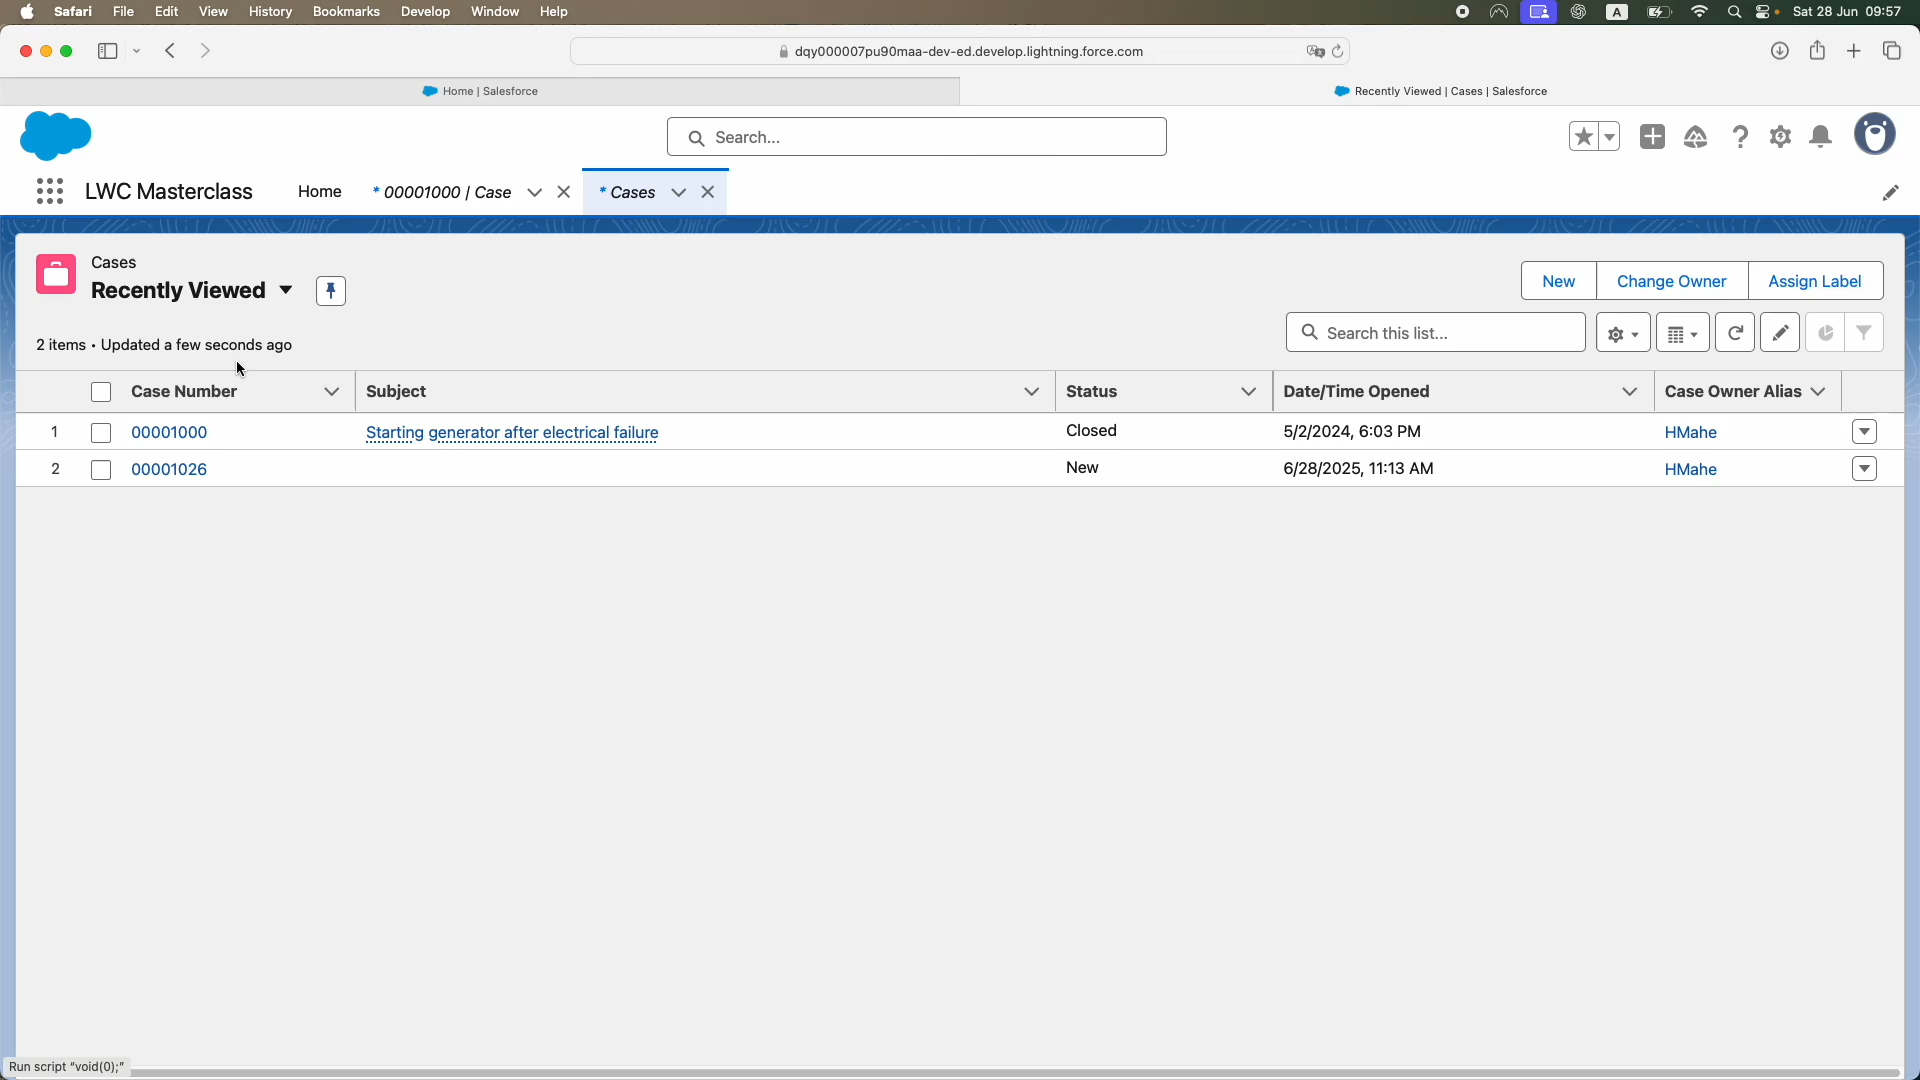 Safari File Edit View History Bookmarks Develop Window Help A Sat 28 Jun 09:57
dqy000007pu90maa-dev-ed.develop.lightning.force.com
Home | Salesforce
Recently Viewed | Cases | Salesforce
Search...
LWC Masterclass Home * 00001000 | Case * Cases
Cases
Recently Viewed
New Change Owner Assign Label
2 items • Updated a few seconds ago
Search this list...
Case Number Subject Status Date/Time Opened Case Owner Alias
1 00001000 Starting generator after electrical failure Closed 5/2/2024, 6:03 PM HMahe
2 00001026 New 6/28/2025, 11:13 AM HMahe
Run script "void(0);"